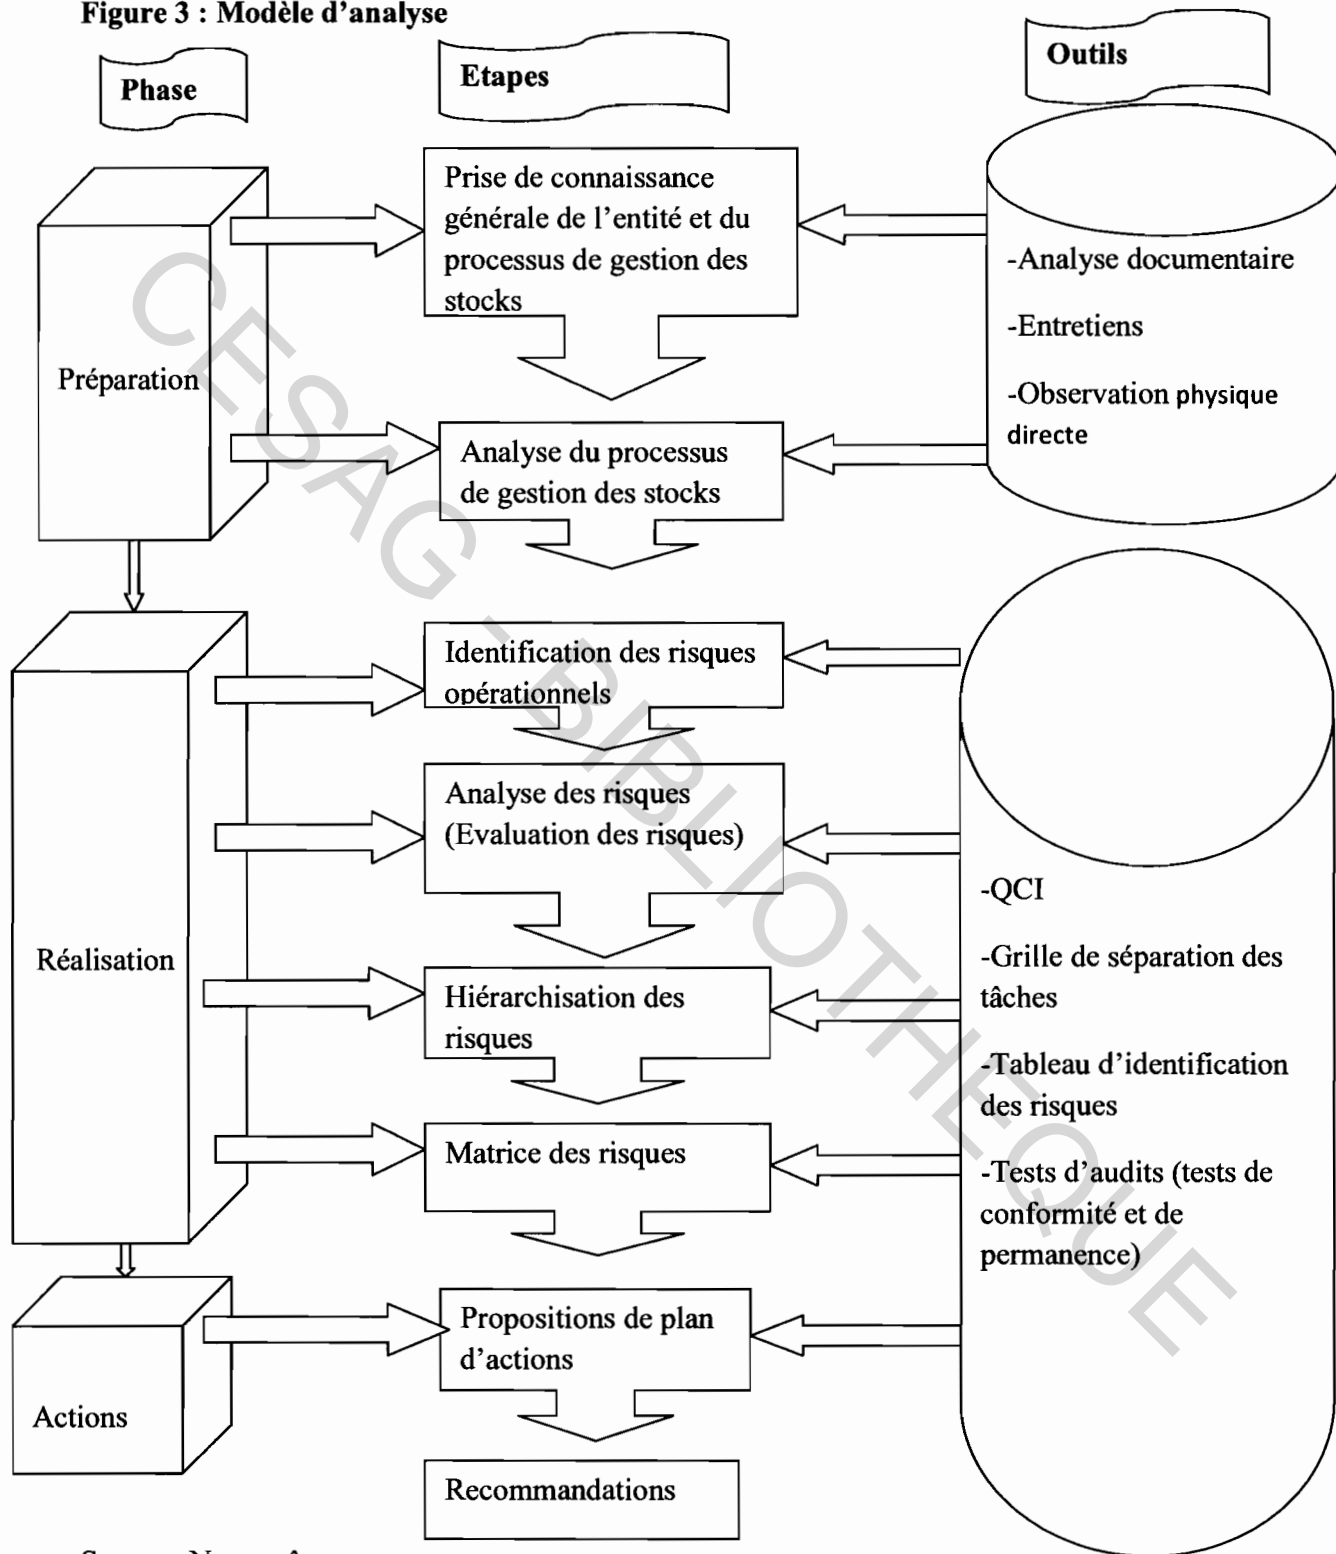 Figure 3 : Modèle d'analyse
Phase
Etapes
Outils
Préparation
Prise de connaissance
générale de l'entité et du
processus de gestion des
stocks
Analyse du processus
de gestion des stocks
-Analyse documentaire
-Entretiens
-Observation physique
directe
Réalisation
Identification des risques
opérationnels
Analyse des risques
(Evaluation des risques)
Hiérarchisation des
risques
Matrice des risques
-QCI
-Grille de séparation des
tâches
-Tableau d'identification
des risques
-Tests d'audits (tests de
conformité et de
permanence)
Actions
Propositions de plan
d'actions
Recommandations
CESAG - BIBLIOTHEQUE